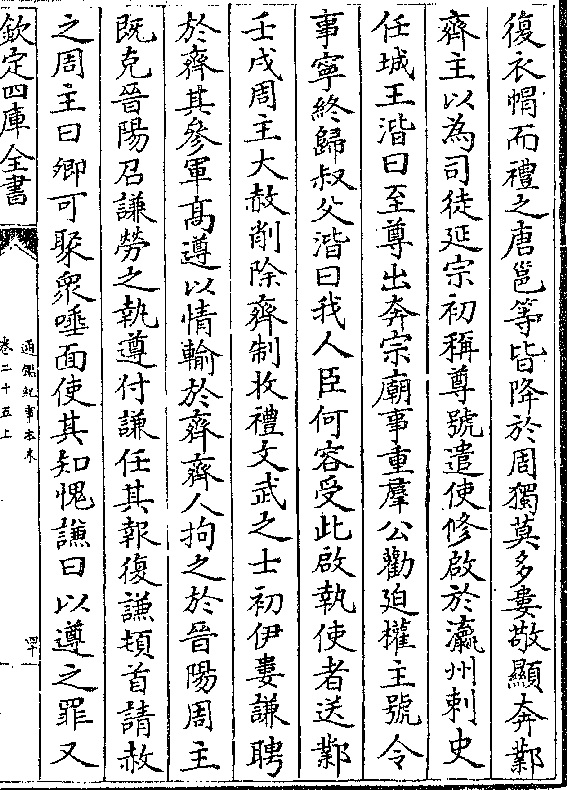 復衣㡌而禮之唐邕等皆降於周獨莫多婁敬顯奔鄴
齊主以為司徒延宗初稱尊號遣使修啟於瀛州刺史
任城王湝曰至尊出奔宗廟事重羣公勸迫權主號令
事寧終歸叔父湝曰我人臣何容受此啟執使者送鄴
壬戌周主大赦削除齊制收禮文武之士初伊婁謙聘
於齊其參軍髙遵以情輸於齊齊人拘之於晉陽周主
既克晉陽召謙勞之執遵付謙任其報復謙頓首請赦
之周主曰卿可聚衆唾面使其知愧謙曰以遵之罪又
欽定四庫全書
通鑑紀事本末
卷二十五上
四十